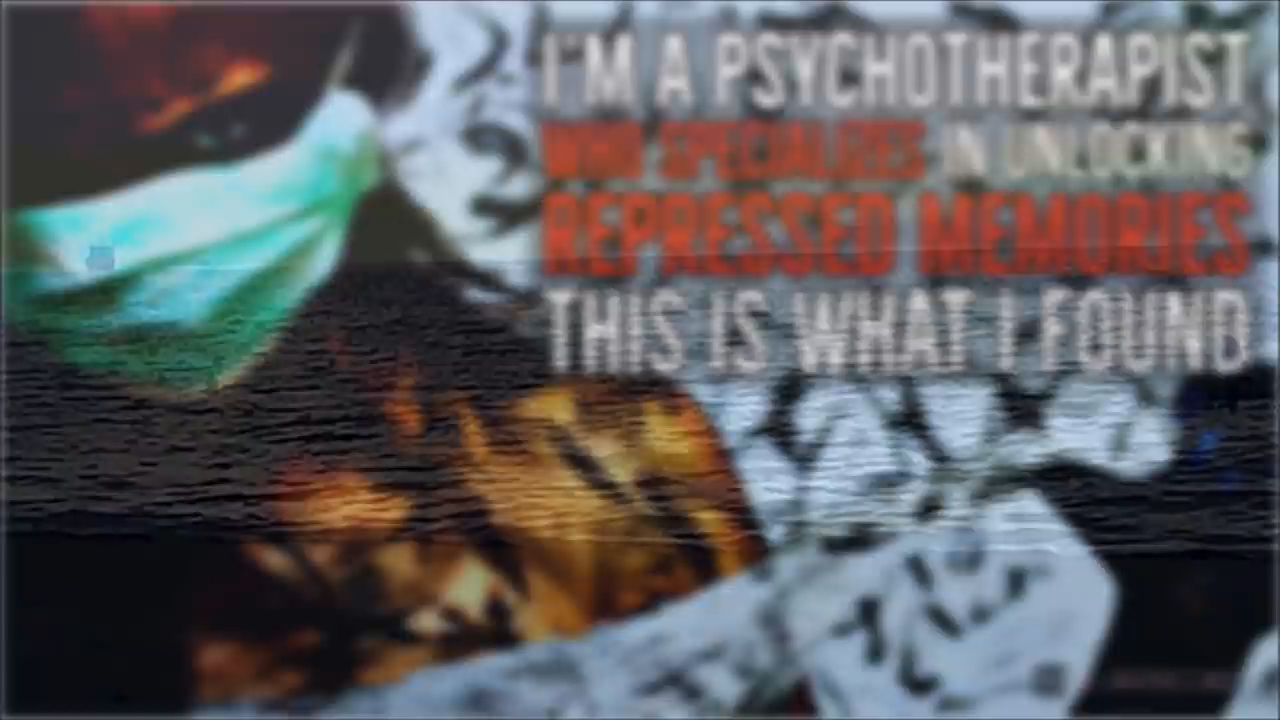 I'M A PSYCHOTHERAPIST
WHO SPECIALIZES IN UNLOCKING
REPRESSED MEMORIES
THIS IS WHAT I FOUND